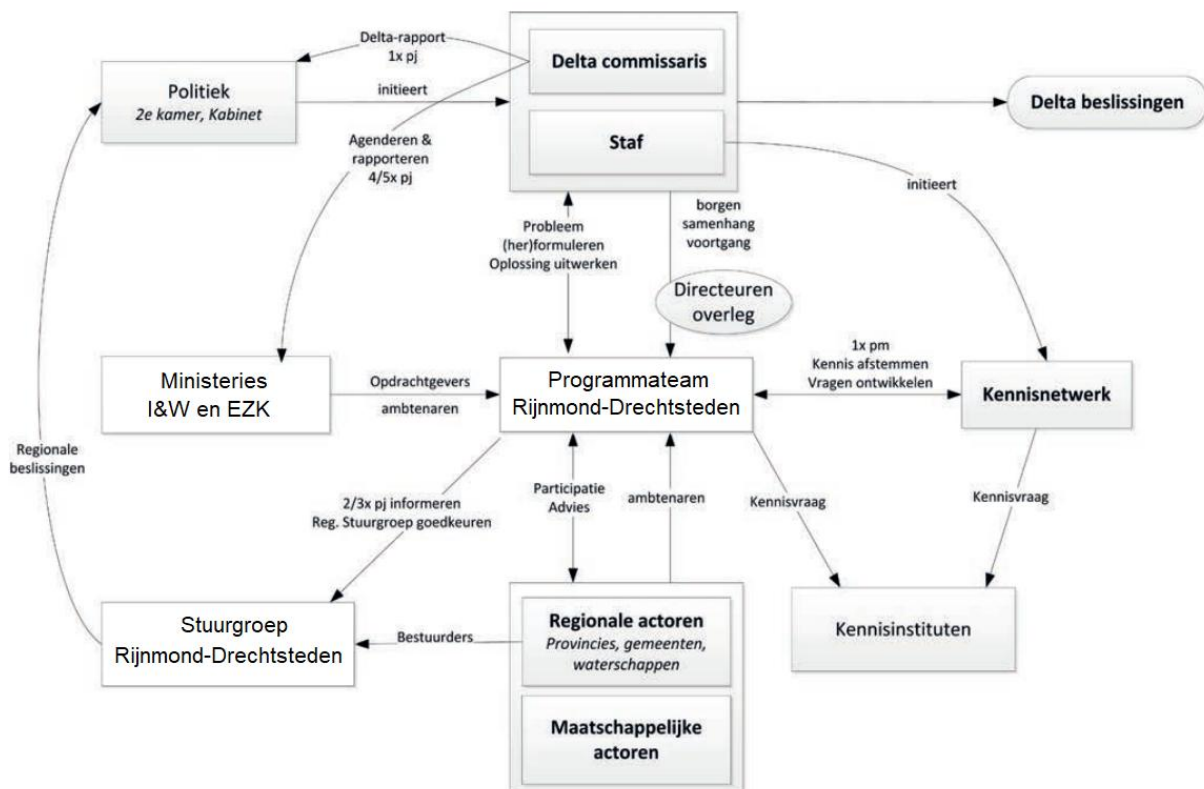 Delta-rapport
1x pj
Delta commissaris
Politiek
2e kamer, Kabinet
initieert
Delta beslissingen
Staf
Agenderen &
rapporteren
4/5x pj
initieert
borgen
samenhang
voortgang
Probleem
(her)formuleren
Oplossing uitwerken
Directeuren
overleg
1x pm
Kennis afstemmen
Vragen ontwikkelen
Ministeries
I&W en EZK
Opdrachtgevers
ambtenaren
Programmateam
Rijnmond-Drechtsteden
Kennisnetwerk
Regionale
beslissingen
2/3x pj informeren
Reg. Stuurgroep goedkeuren
Participatie
Advies
ambtenaren
Kennisvraag
Kennisvraag
Stuurgroep
Rijnmond-Drechtsteden
Bestuurders
Regionale actoren
Provincies, gemeenten,
waterschappen
Kennisinstituten
Maatschappelijke
actoren